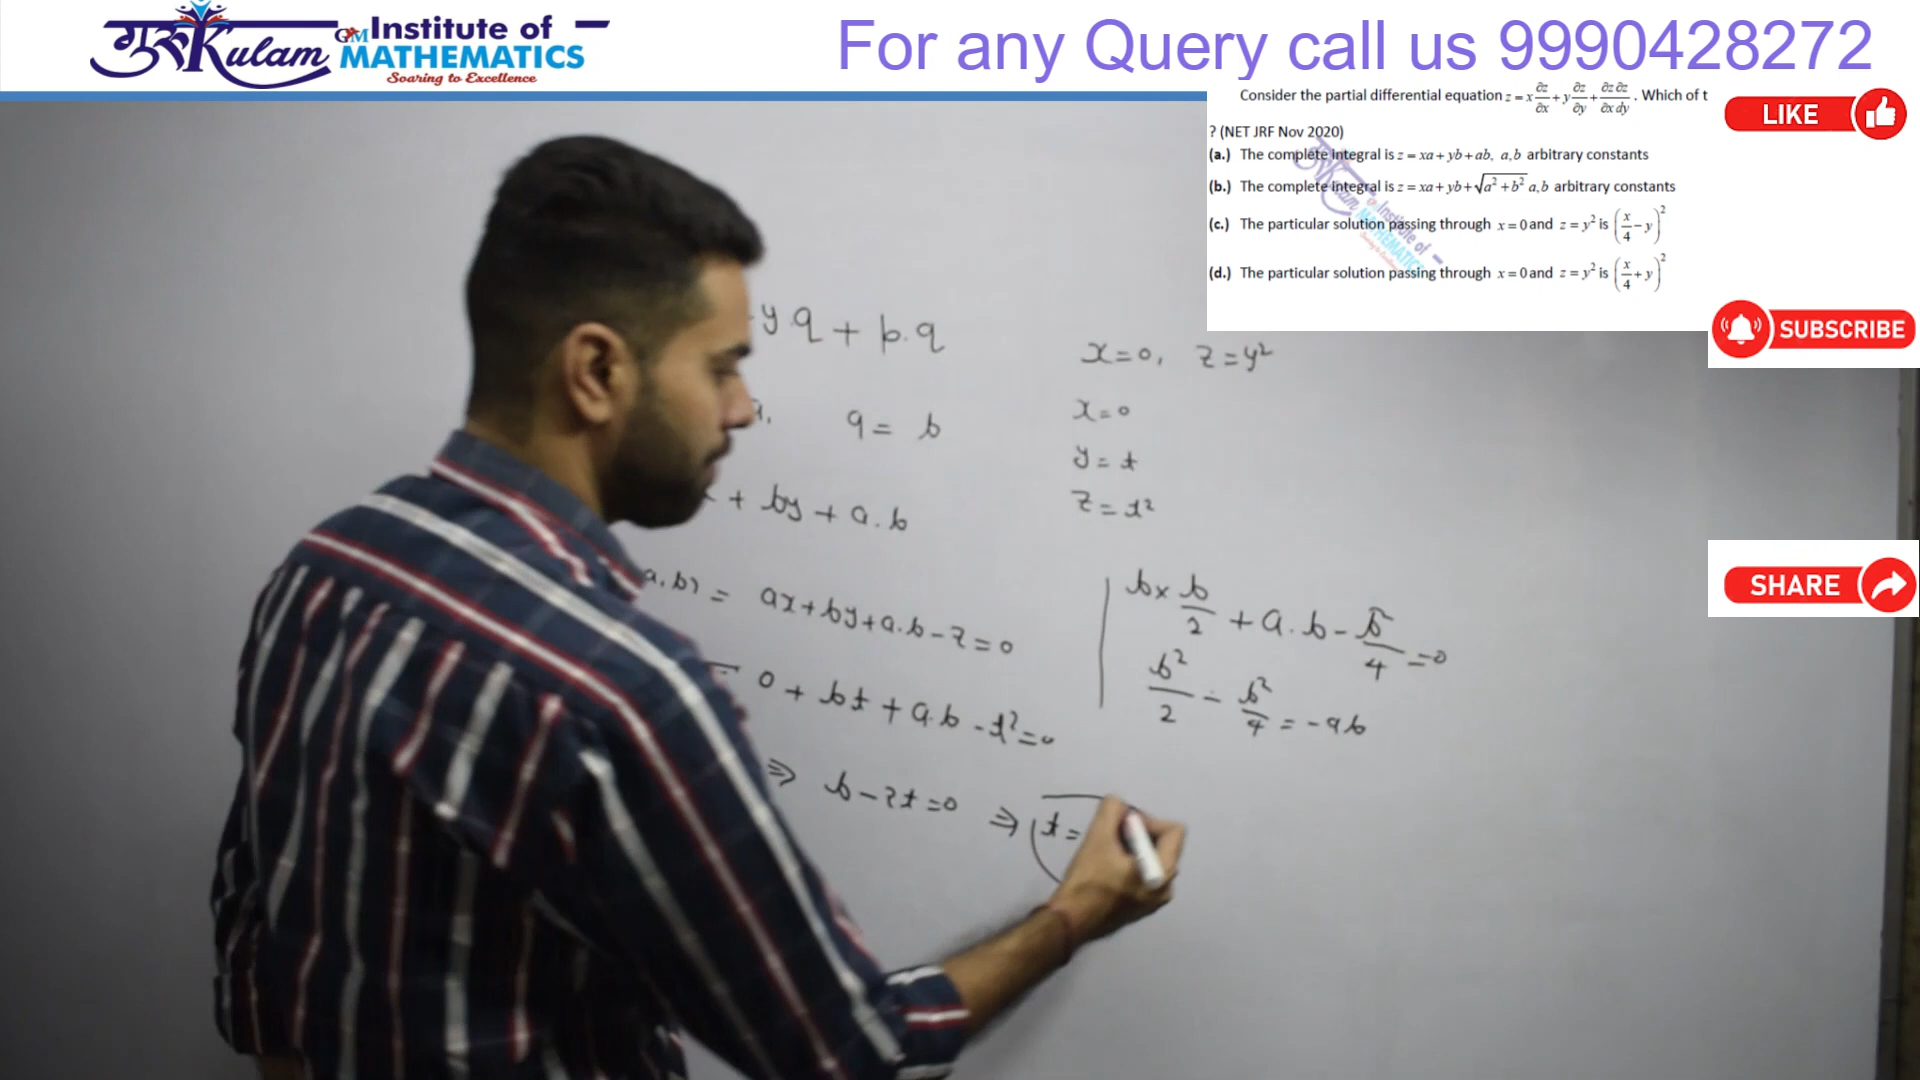 गुरुKulam GM Institute of
MATHEMATICS
Soaring to Excellence
For any Query call us 9990428272
Consider the partial differential equation z = x ∂z/∂x + y ∂z/∂y + ∂z ∂z/∂x dy . Which of t
? (NET JRF Nov 2020)
(a.) The complete integral is z = xa + yb + ab, a,b arbitrary constants
(b.) The complete integral is z = xa + yb + √(a² + b²) a,b arbitrary constants
(c.) The particular solution passing through x = 0 and z = y² is (x/4 − y)²
(d.) The particular solution passing through x = 0 and z = y² is (x/4 + y)²
LIKE
SUBSCRIBE
SHARE
y.q + p.q
q = b
+ by + a.b
a.b) = ax+by+a.b−z=0
0 + bt + a.b − t²=0
⇒ b−2t=0 ⇒ t=
x=0, z=y²
x=0
y=t
z=t²
b× b/2 + a.b − b²/4 =0
b²/2 − b²/4 = −ab